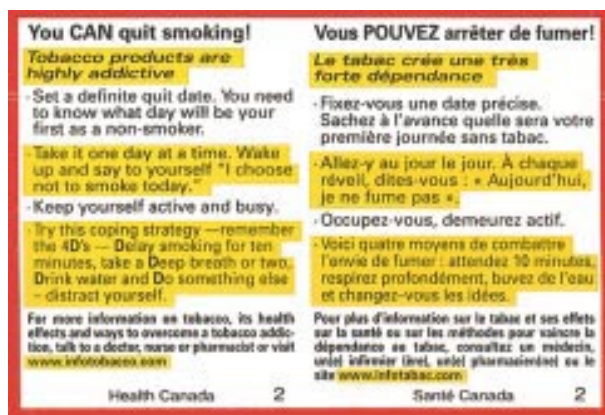 You CAN quit smoking!
Tobacco products are
highly addictive
· Set a definite quit date. You need
to know what day will be your
first as a non-smoker.
· Take it one day at a time. Wake
up and say to yourself "I choose
not to smoke today."
· Keep yourself active and busy.
· Try this coping strategy — remember
the 4D's — Delay smoking for ten
minutes, take a Deep breath or two,
Drink water and Do something else
– distract yourself.
For more information on tobacco, its health
effects and ways to overcome a tobacco addic-
tion, talk to a doctor, nurse or pharmacist or visit
www.infotobacco.com
Health Canada 2
Vous POUVEZ arrêter de fumer!
Le tabac crée une très
forte dépendance
· Fixez-vous une date précise.
Sachez à l'avance quelle sera votre
première journée sans tabac.
· Allez-y au jour le jour. À chaque
réveil, dites-vous : « Aujourd'hui,
je ne fume pas ».
· Occupez-vous, demeurez actif.
· Voici quatre moyens de combattre
l'envie de fumer : attendez 10 minutes,
respirez profondément, buvez de l'eau
et changez-vous les idées.
Pour plus d'information sur le tabac et ses effets
sur la santé ou sur les méthodes pour vaincre la
dépendance au tabac, consultez un médecin,
un(e) infirmier (ère), un(e) pharmacien(ne) ou le
site www.infotabac.com
Santé Canada 2